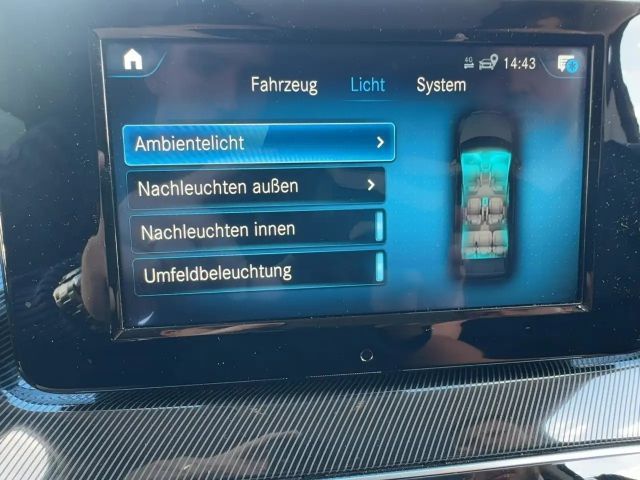 4G 14:43
Fahrzeug Licht System
Ambientelicht
Nachleuchten außen
Nachleuchten innen
Umfeldbeleuchtung